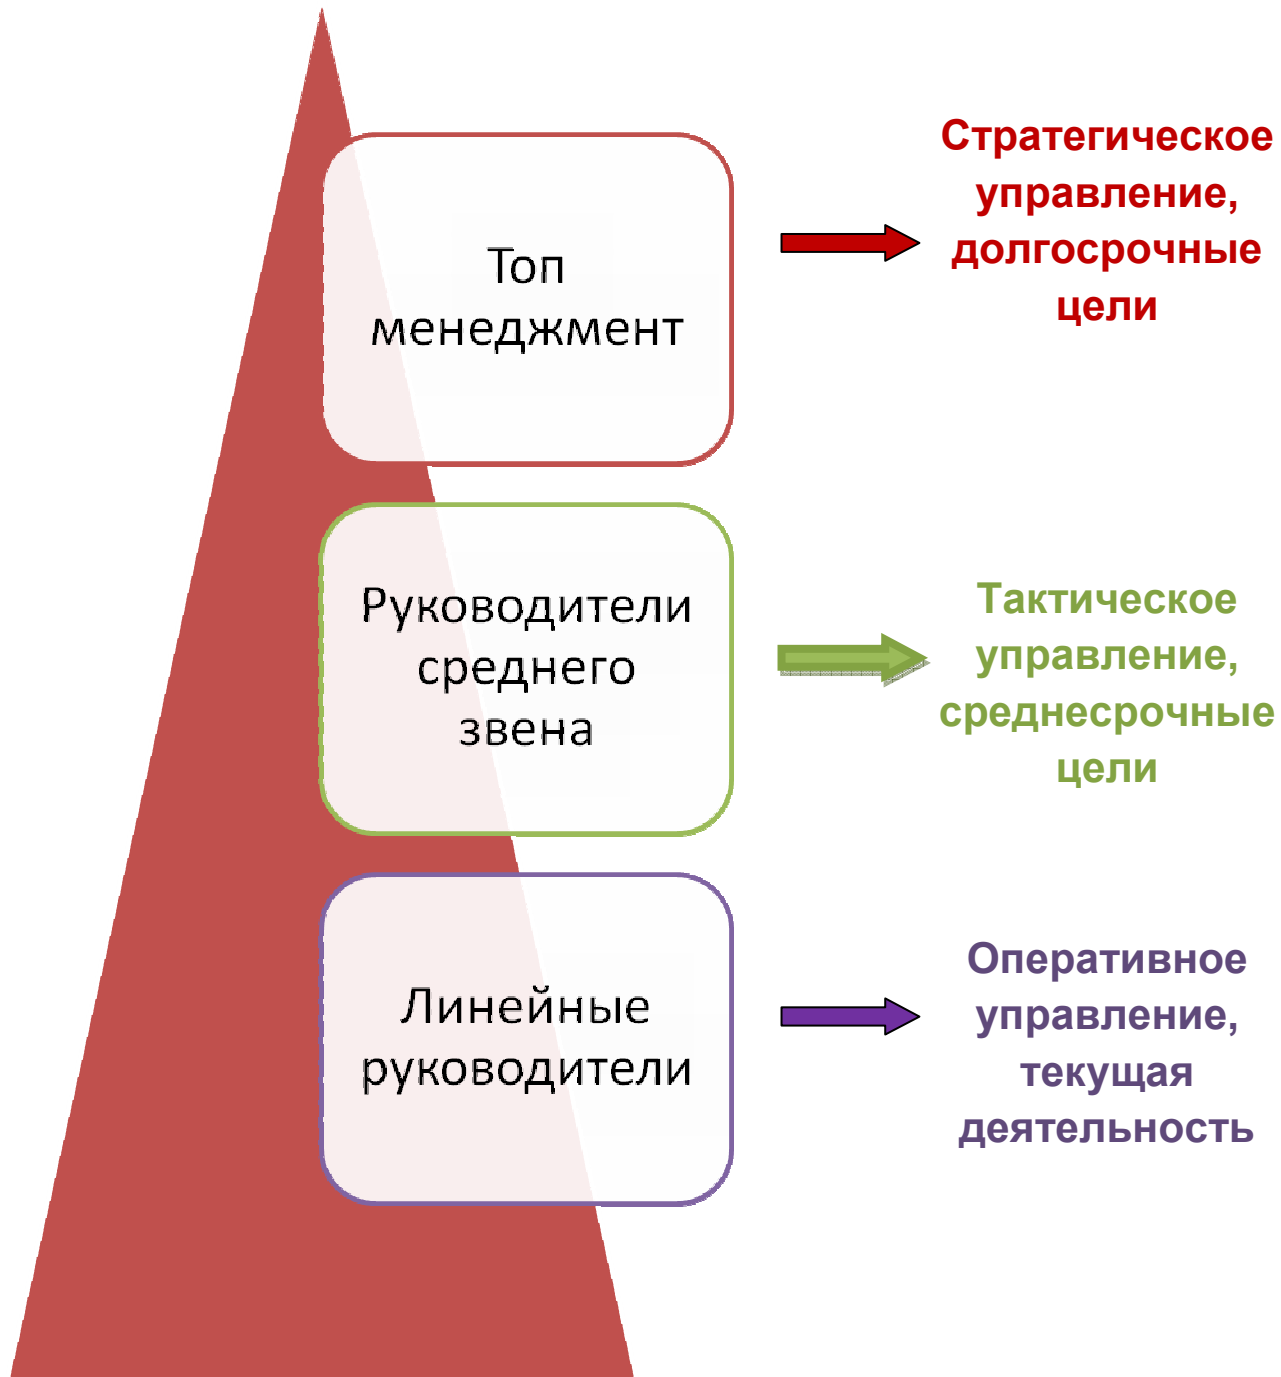 Топ
менеджмент
Стратегическое
управление,
долгосрочные
цели
Руководители
среднего
звена
Тактическое
управление,
среднесрочные
цели
Линейные
руководители
Оперативное
управление,
текущая
деятельность